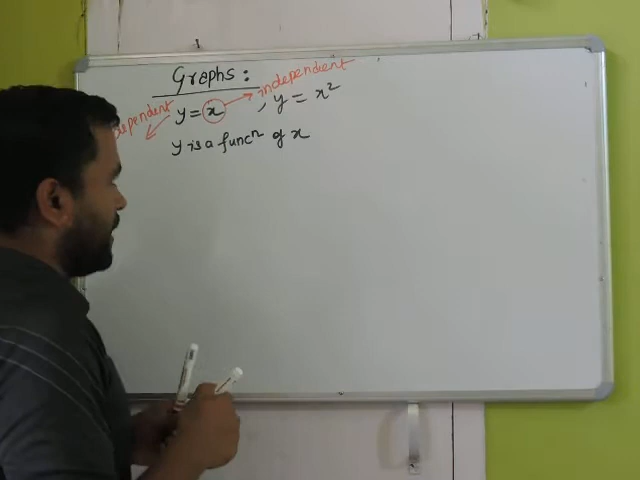 Graphs:
independent
dependent
y = x , y = x²
y is a funcⁿ of x